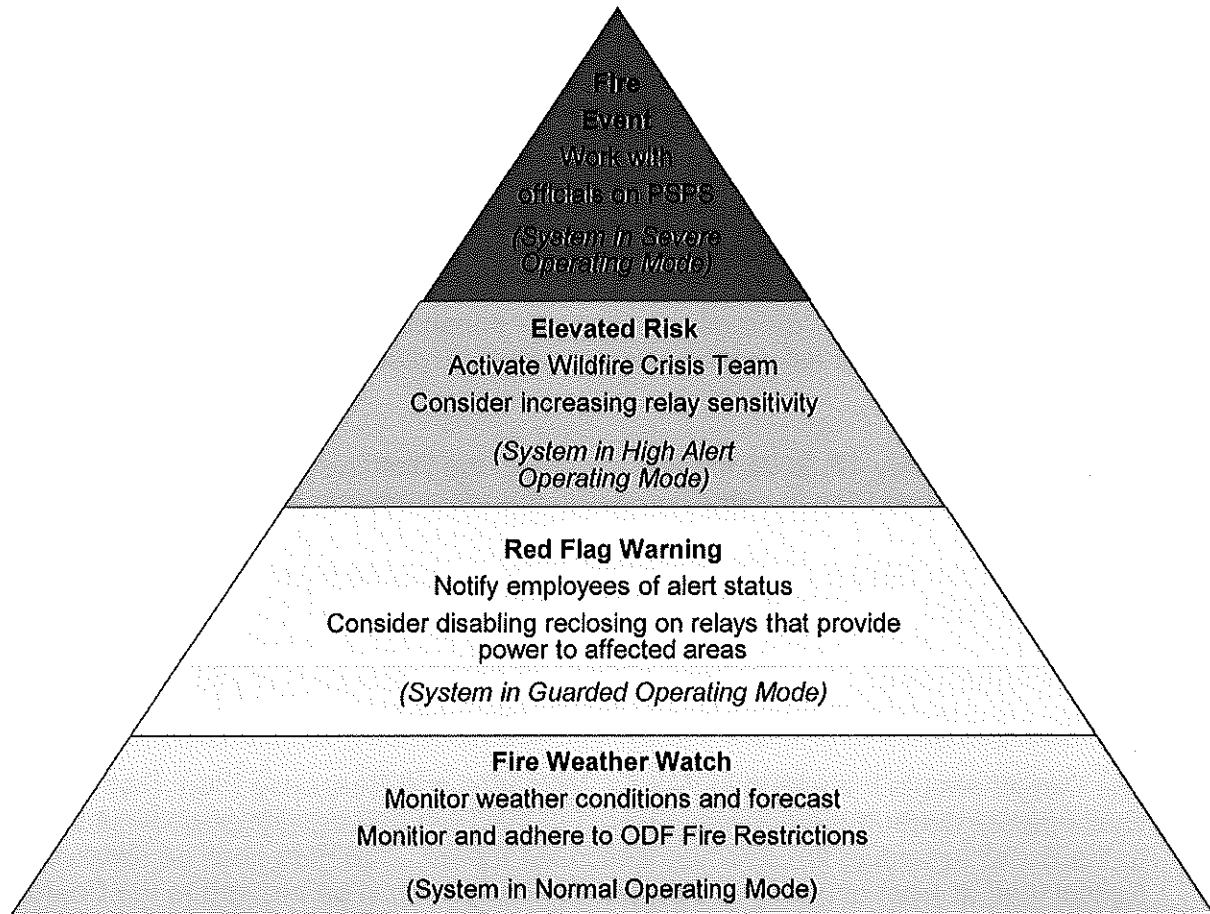 Fire
Event
Work with
officials on PSPS
(System in Severe
Operating Mode)
Elevated Risk
Activate Wildfire Crisis Team
Consider increasing relay sensitivity
(System in High Alert
Operating Mode)
Red Flag Warning
Notify employees of alert status
Consider disabling reclosing on relays that provide
power to affected areas
(System in Guarded Operating Mode)
Fire Weather Watch
Monitor weather conditions and forecast
Monitior and adhere to ODF Fire Restrictions
(System in Normal Operating Mode)